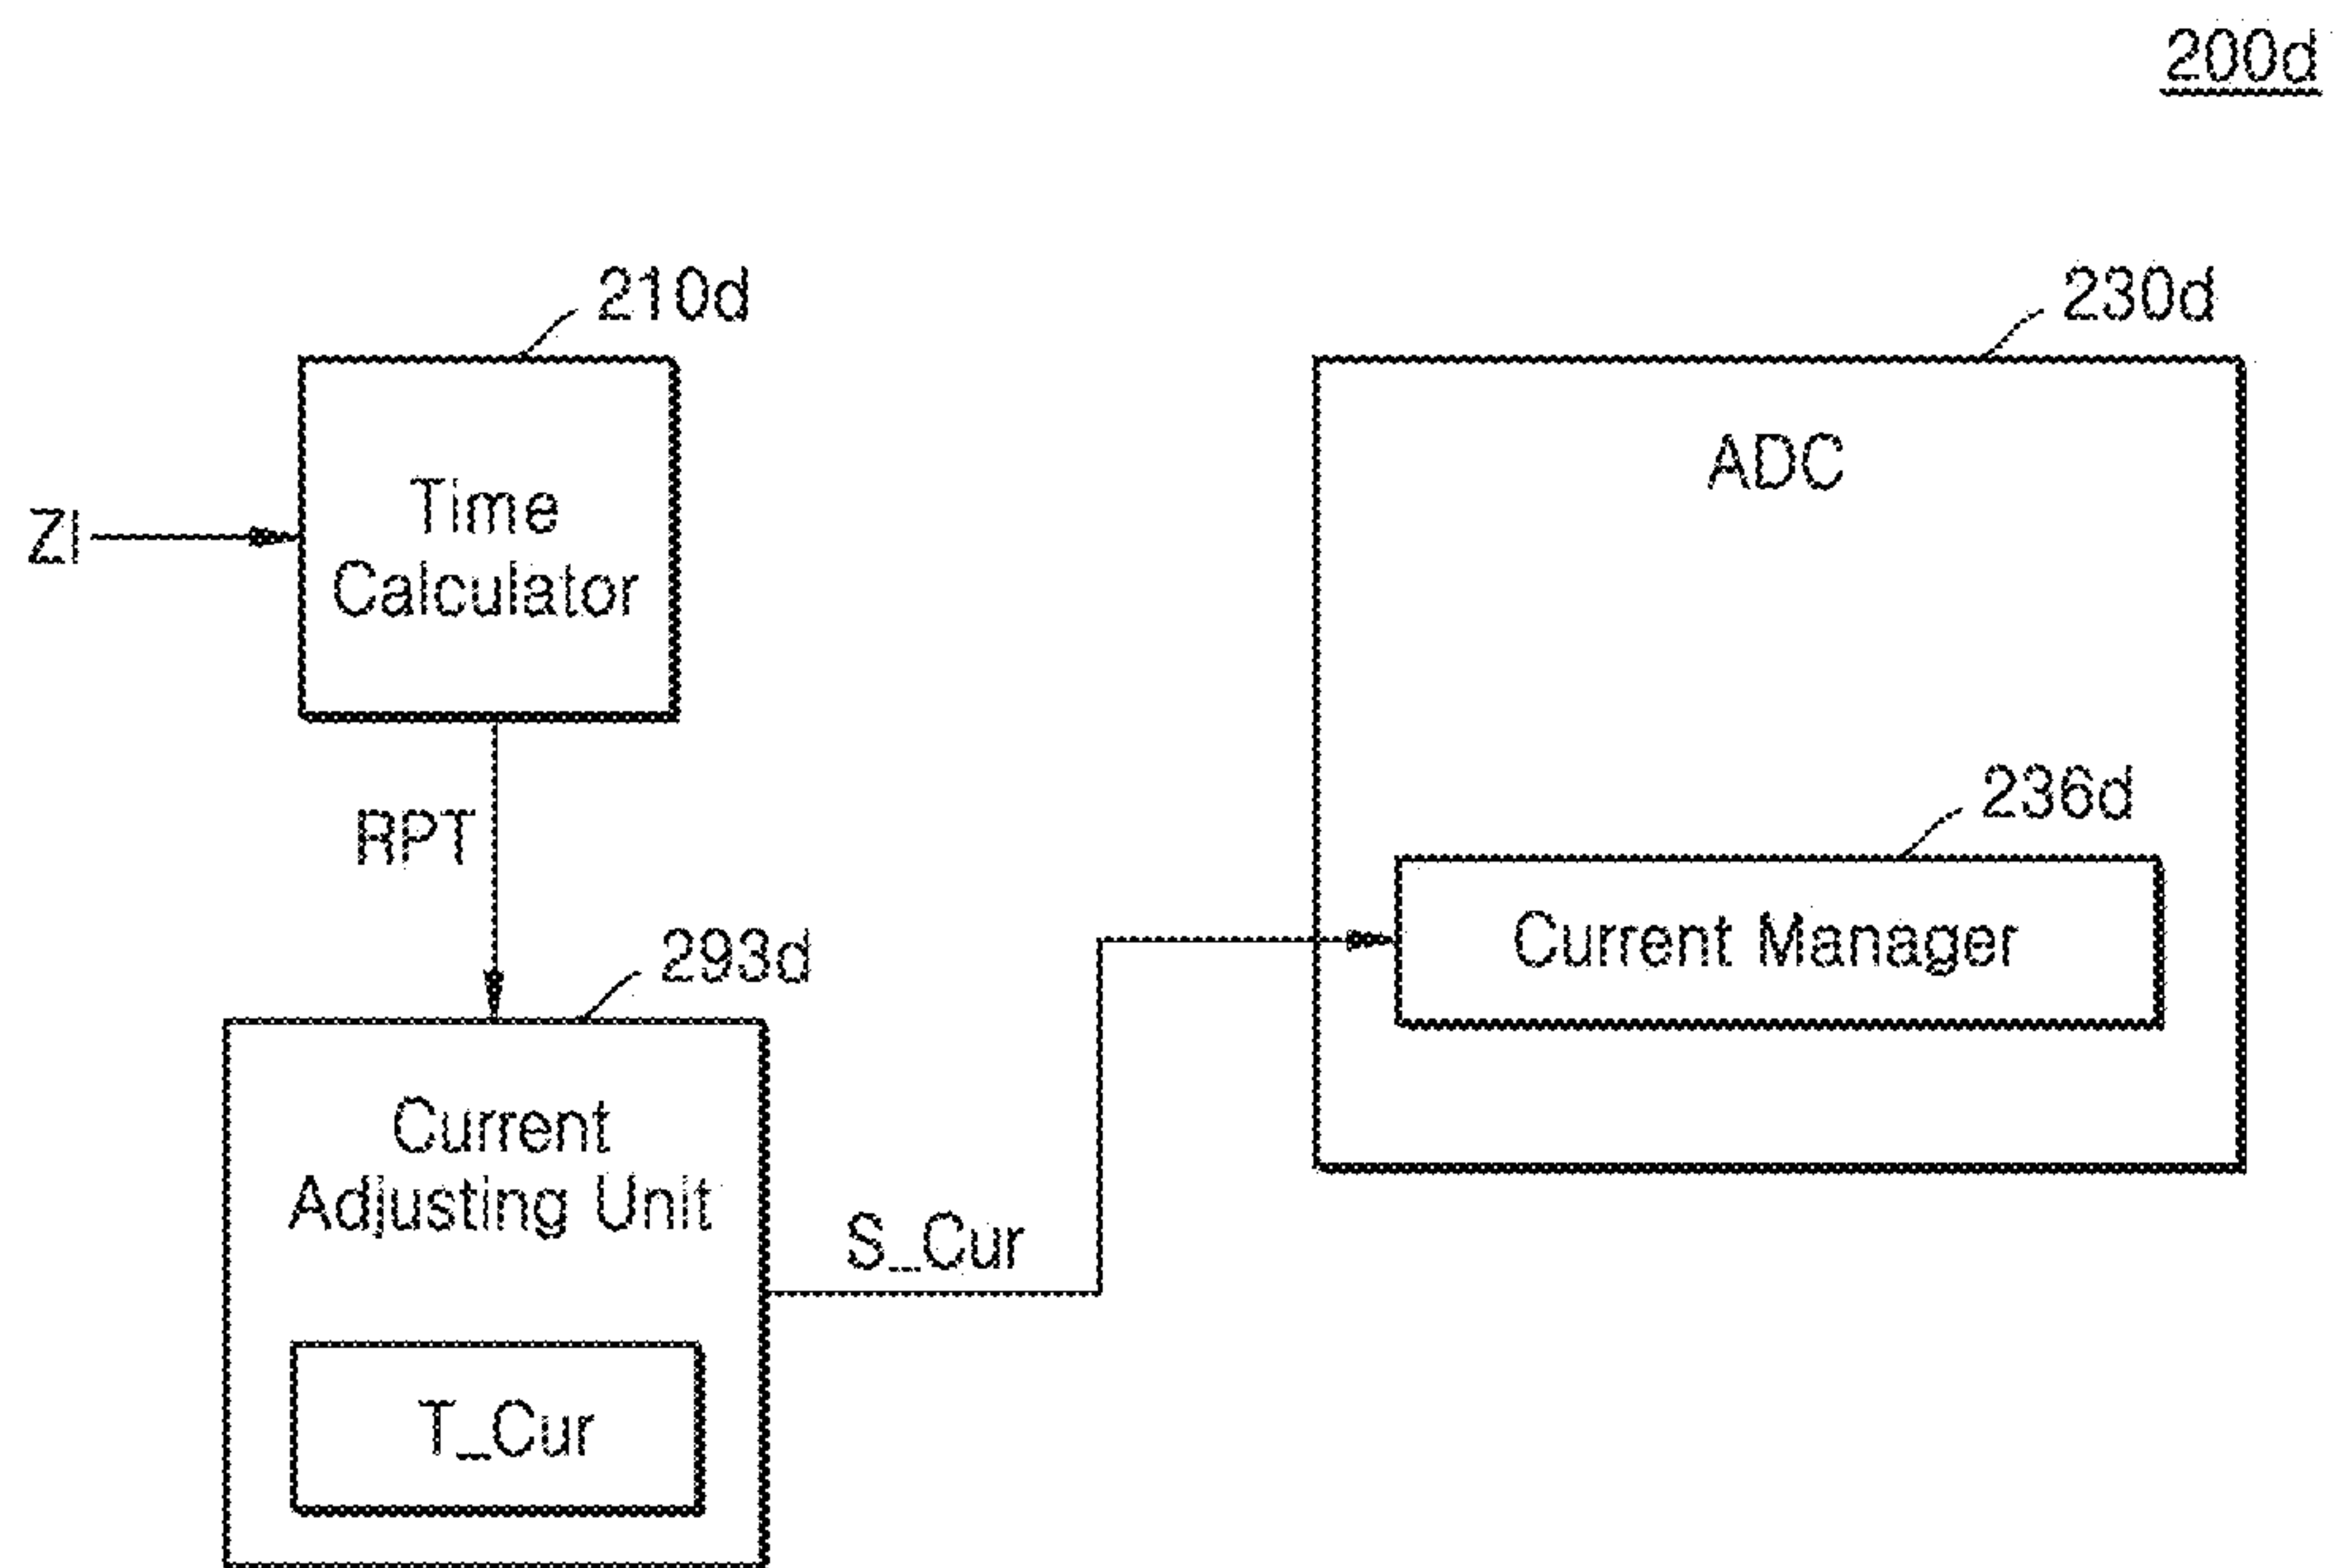 200d
210d
230d
ADC
Time
ZI
Calculator
236d
RPT
Current Manager
293d
Current
Adjusting Unit
S_Cur
T_Cur